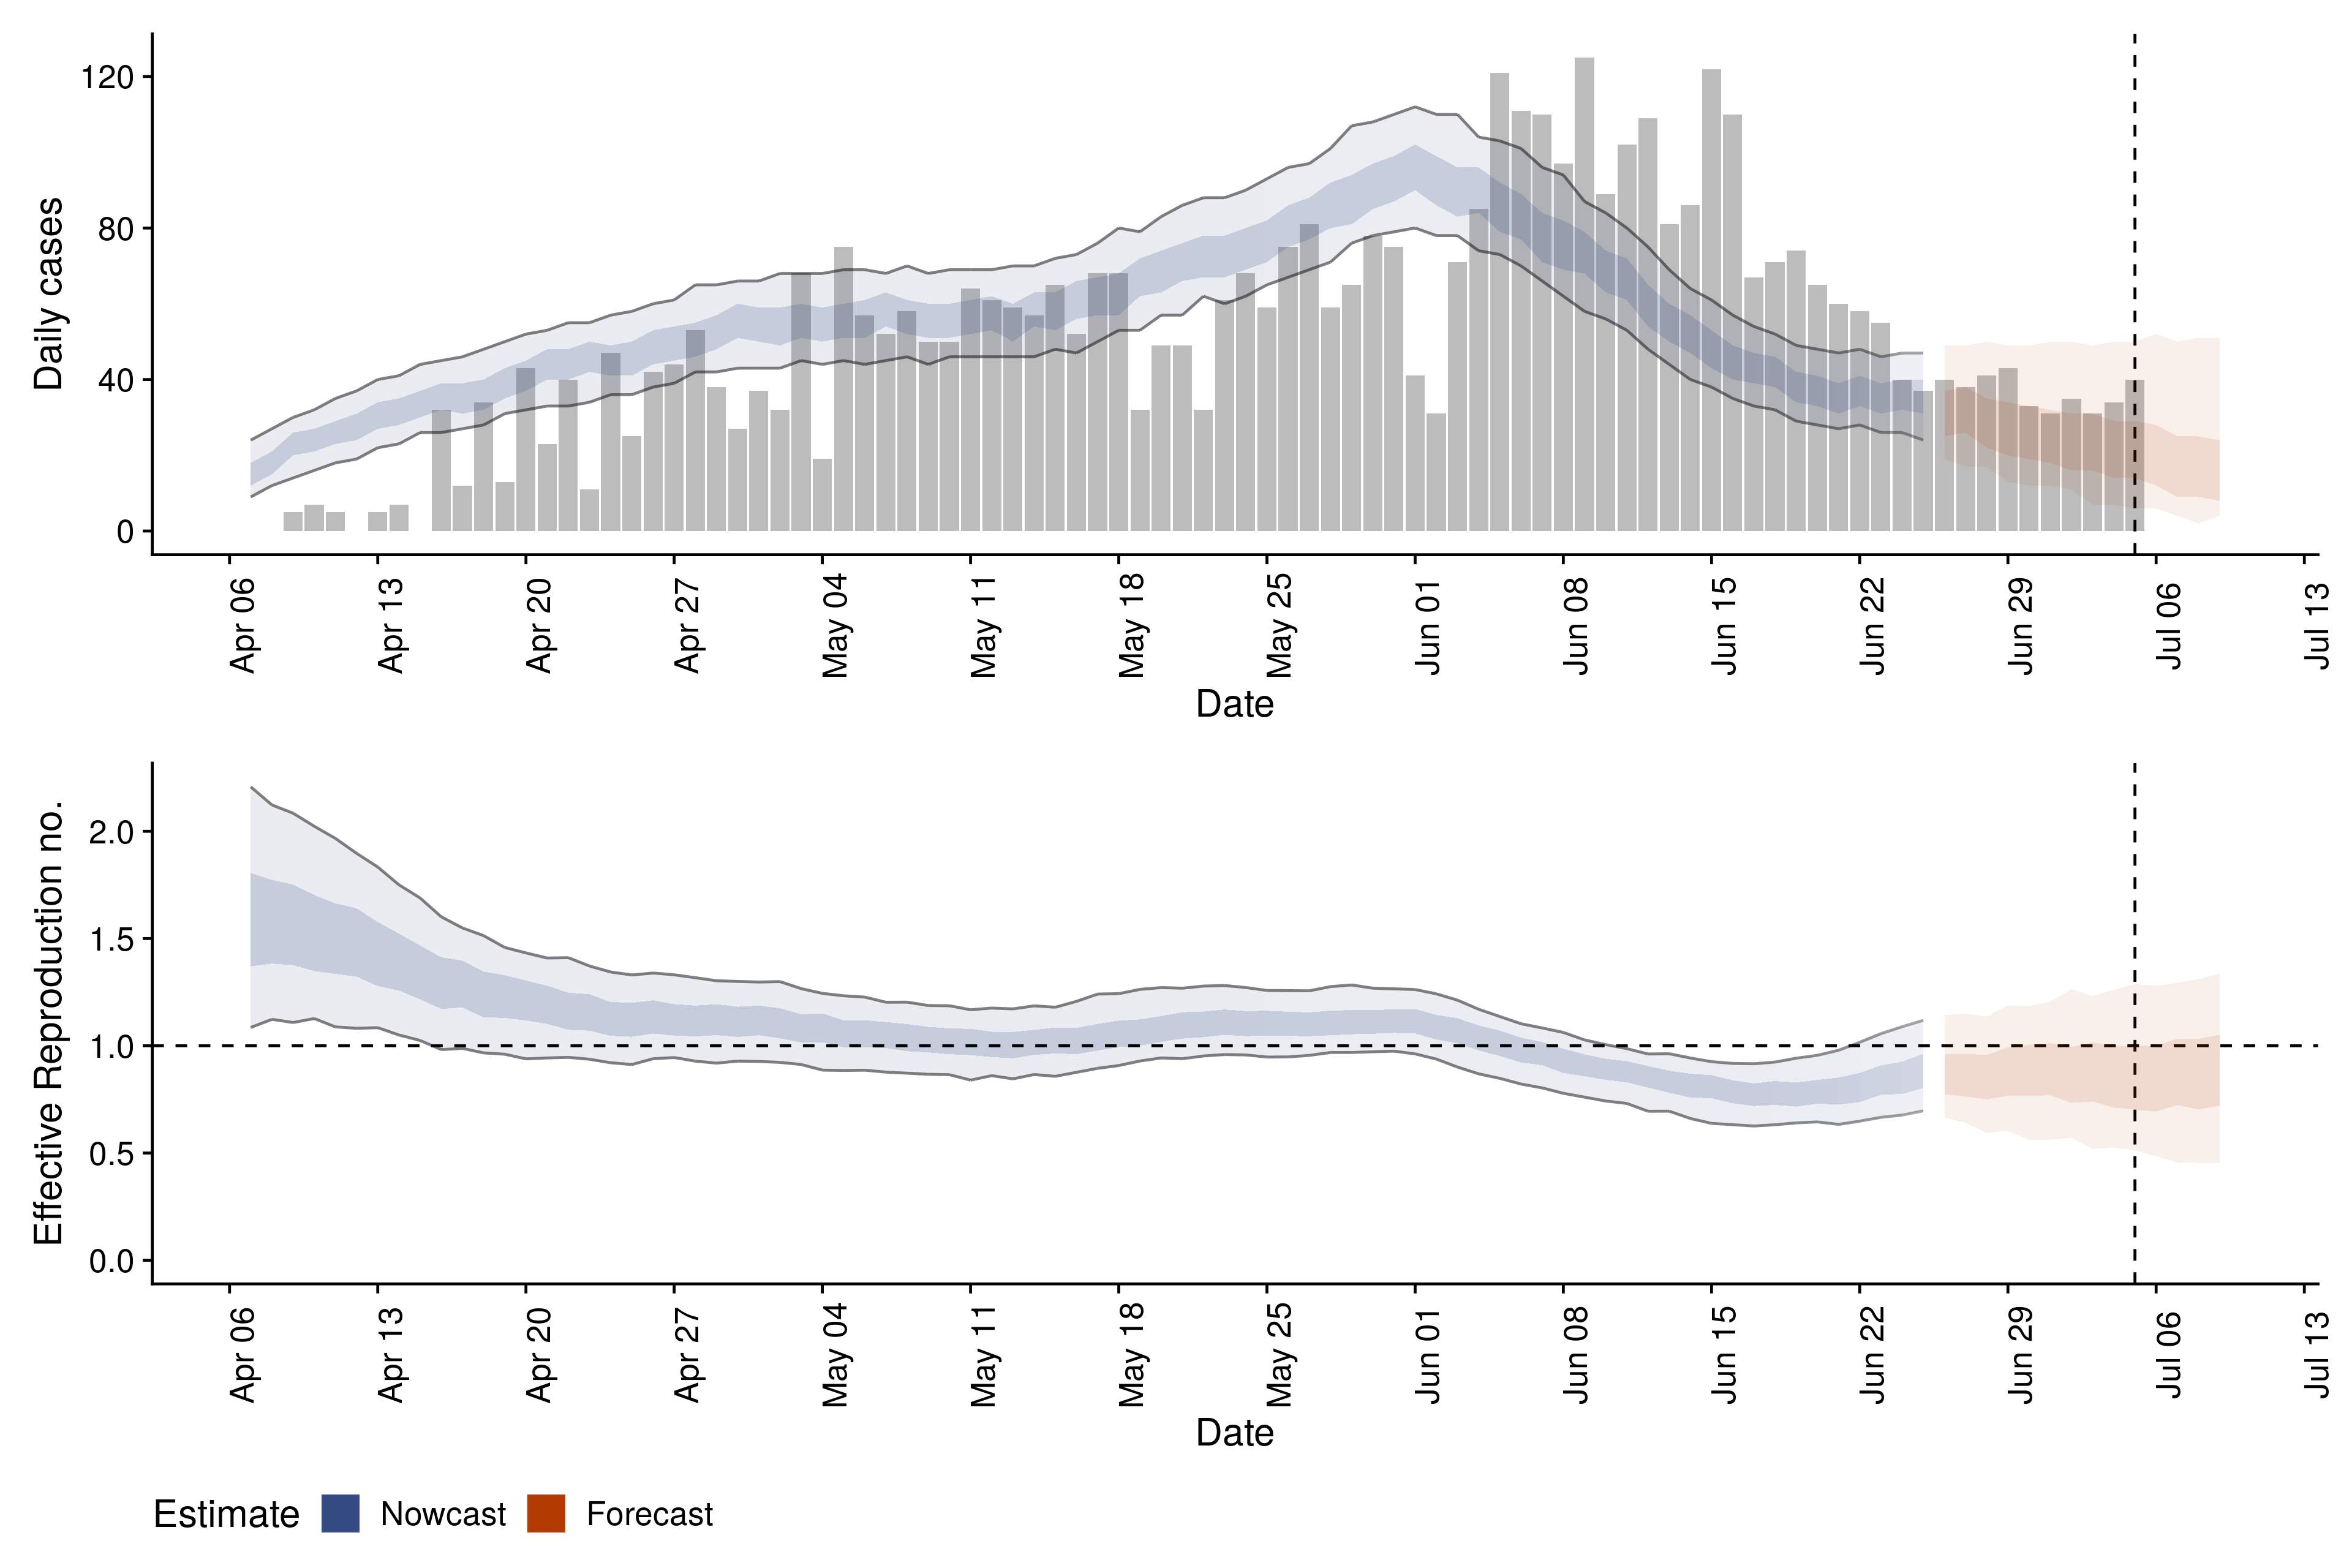 Daily cases
120
80
40
0
Apr 06
Apr 13
Apr 20
Apr 27
May 04
May 11
May 18
May 25
Jun 01
Jun 08
Jun 15
Jun 22
Jun 29
Jul 06
Jul 13
Date
Effective Reproduction no.
2.0
1.5
1.0
0.5
0.0
Apr 06
Apr 13
Apr 20
Apr 27
May 04
May 11
May 18
May 25
Jun 01
Jun 08
Jun 15
Jun 22
Jun 29
Jul 06
Jul 13
Date
Estimate Nowcast Forecast